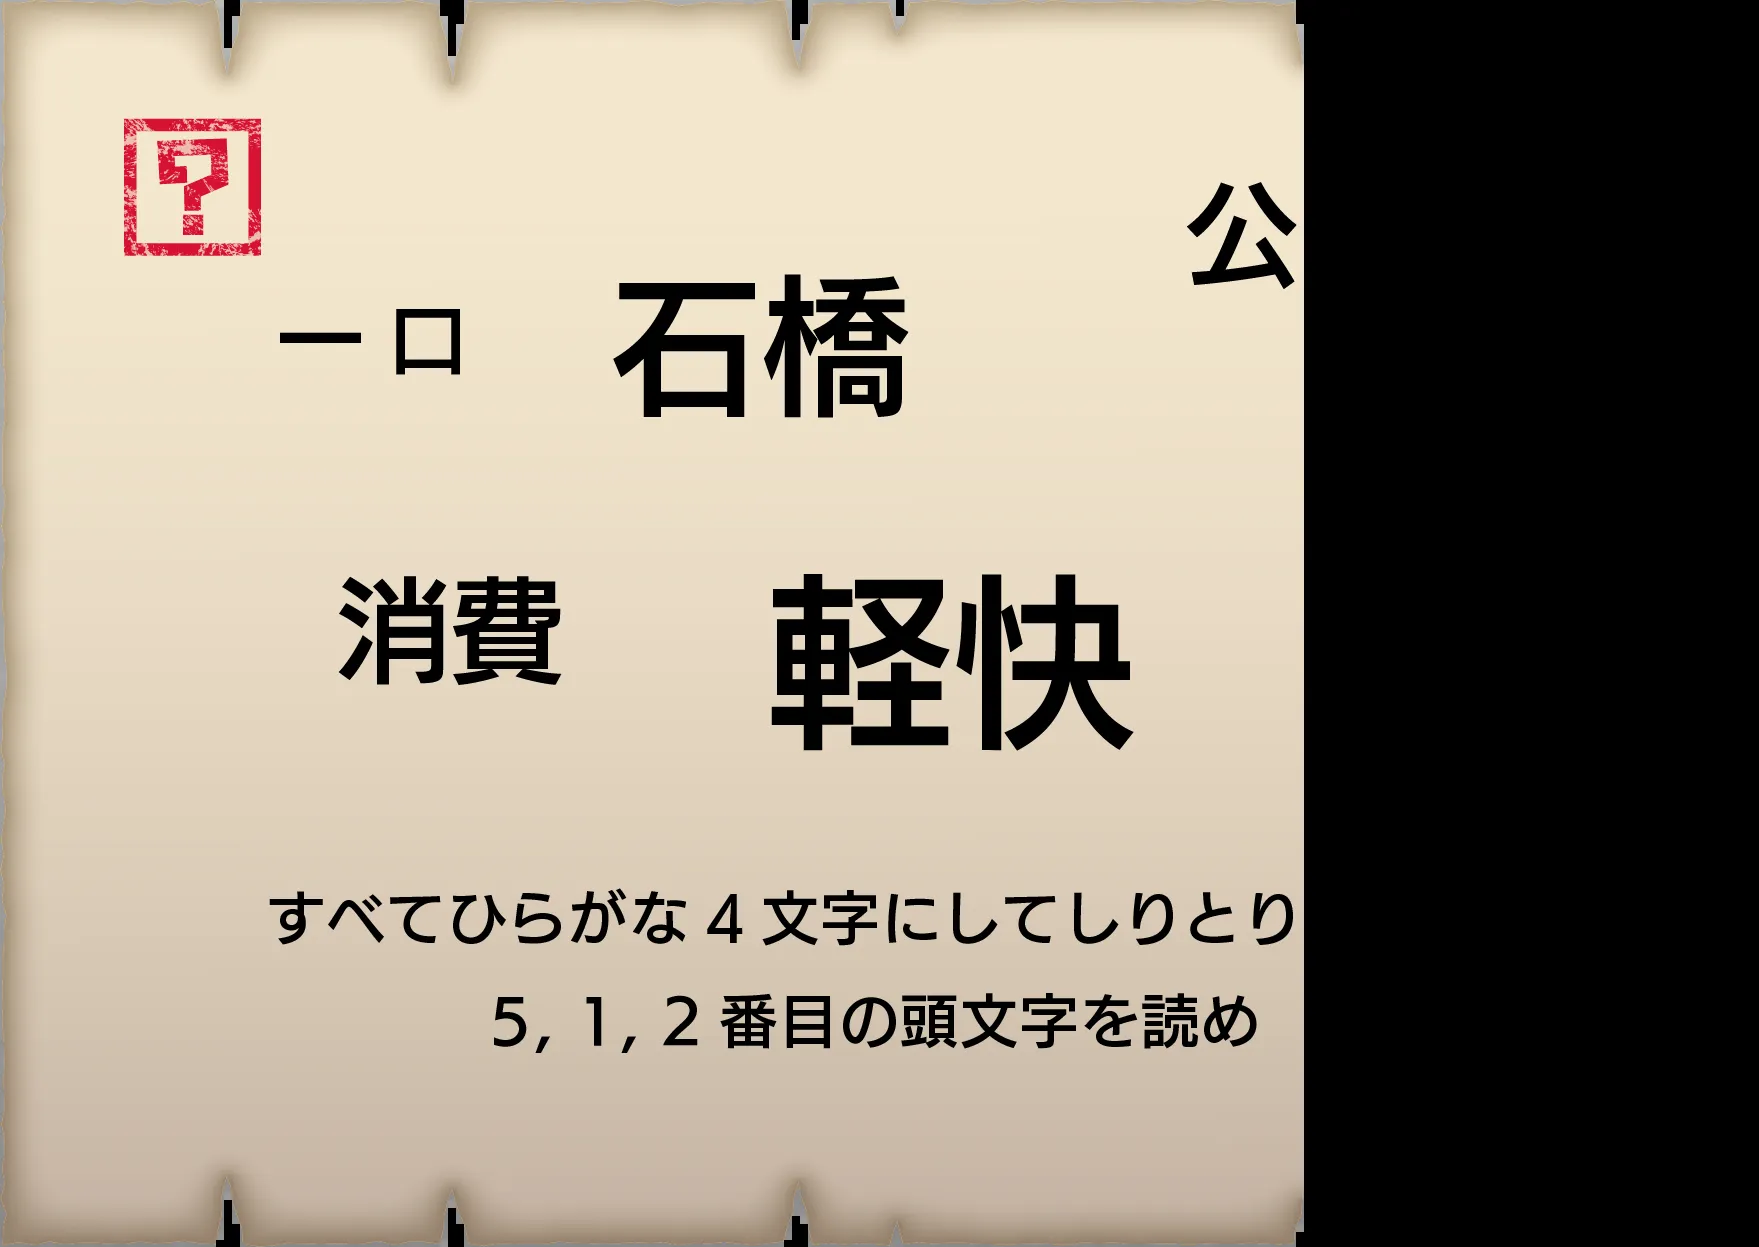 ?
公
一口 石橋
消費 軽快
すべてひらがな4文字にしてしりとり
5, 1, 2番目の頭文字を読め